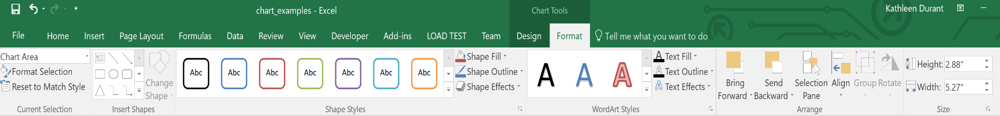 chart_examples - Excel
Chart Tools
Kathleen Durant
File Home Insert Page Layout Formulas Data Review View Developer Add-ins LOAD TEST Team Design Format Tell me what you want to do
Chart Area
Format Selection
Reset to Match Style
Current Selection
Change
Shape
Insert Shapes
Abc Abc Abc Abc Abc Abc Abc
Shape Fill
Shape Outline
Shape Effects
Shape Styles
A A A
Text Fill
Text Outline
Text Effects
WordArt Styles
Bring
Forward
Send
Backward
Selection
Pane
Align
Group
Rotate
Arrange
Height: 2.88"
Width: 5.27"
Size